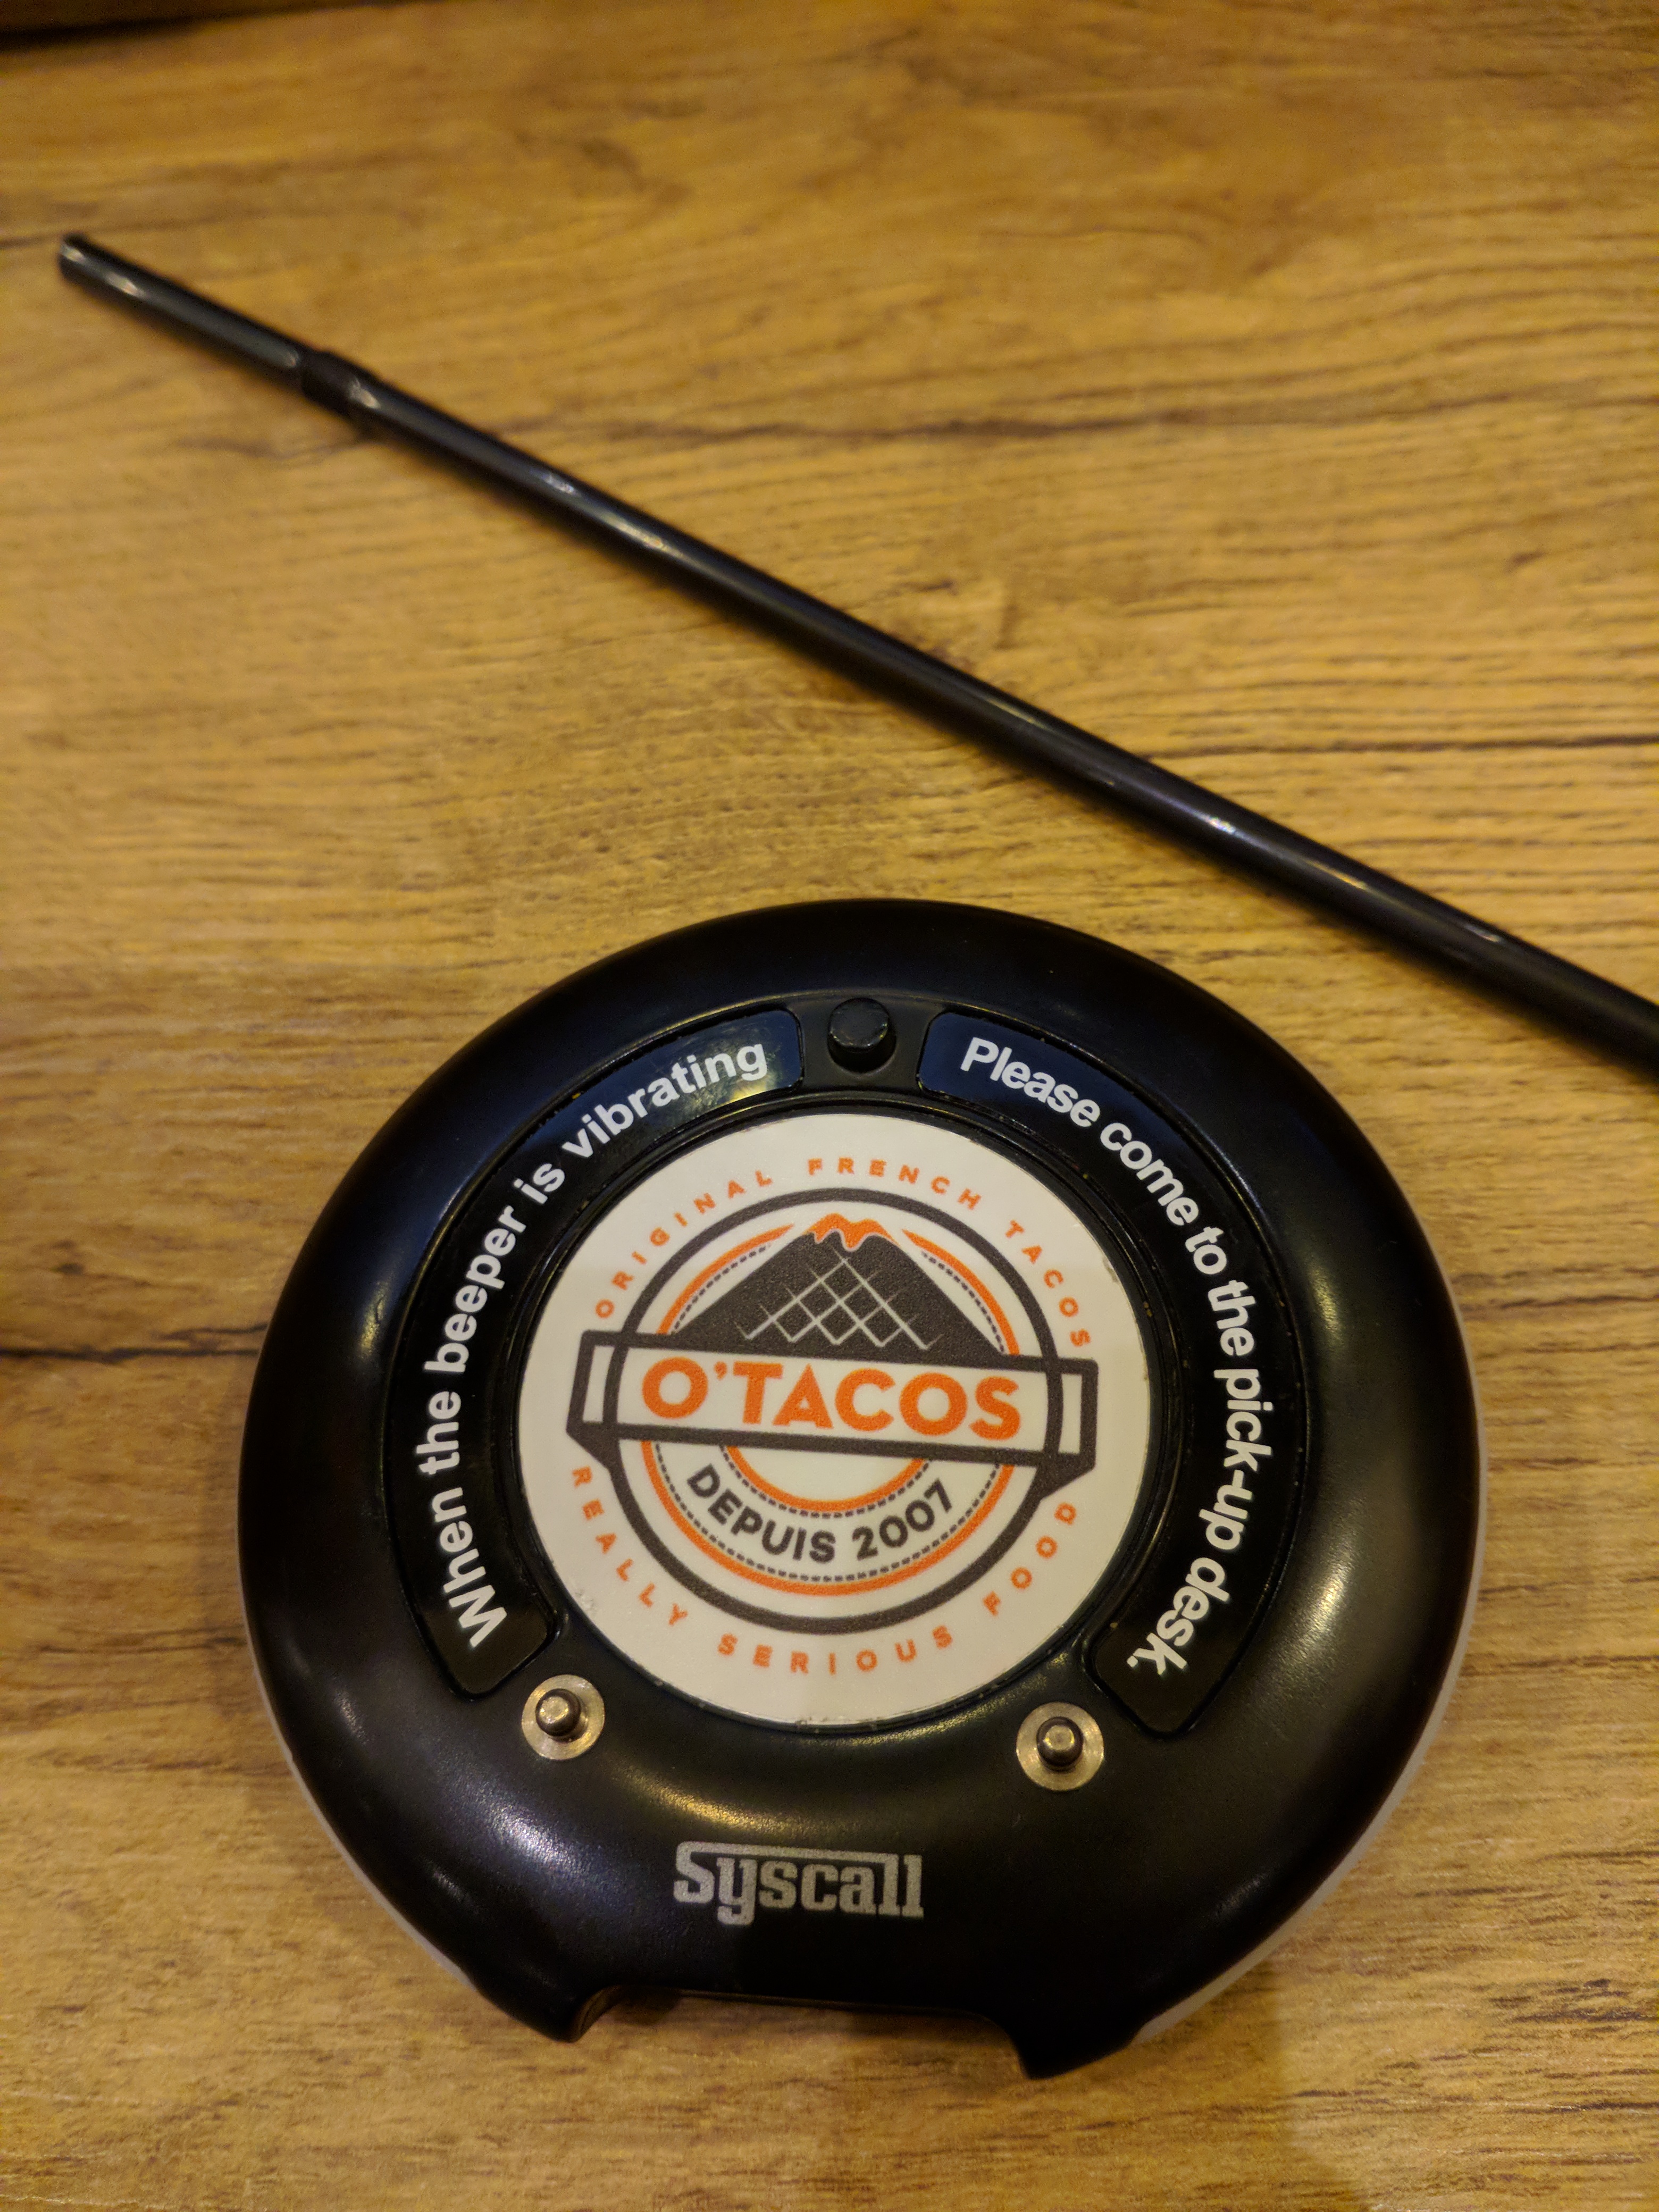 When the beeper is vibrating
Please come to the pick-up desk.
ORIGINAL FRENCH TACOS
O'TACOS
DEPUIS 2007
REALLY SERIOUS FOOD
Syscall